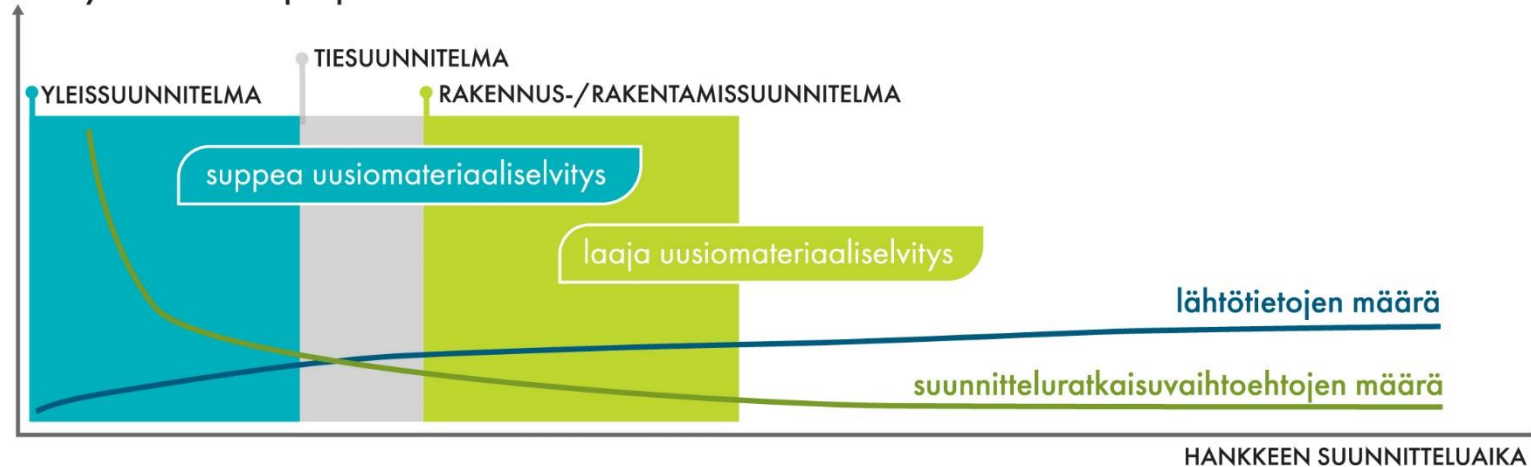 TIESUUNNITELMA
YLEISSUUNNITELMA
RAKENNUS-/RAKENTAMISSUUNNITELMA
suppea uusiomateriaaliselvitys
laaja uusiomateriaaliselvitys
lähtötietojen määrä
suunnitteluratkaisuvaihtoehtojen määrä
HANKKEEN SUUNNITTELUAIKA